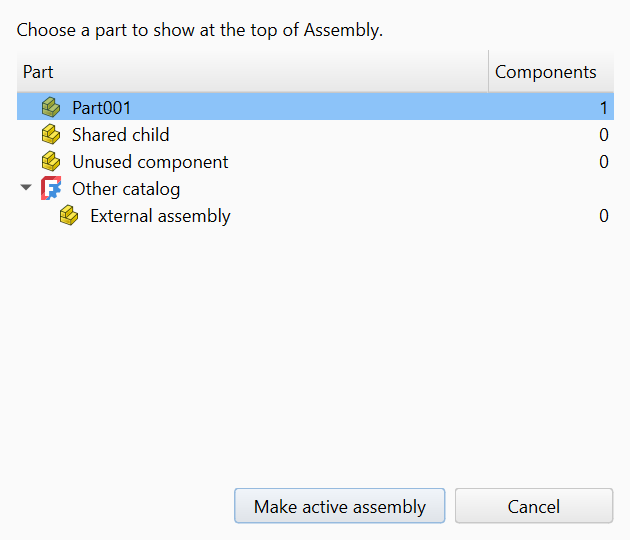 Choose a part to show at the top of Assembly.
Part Components
Part001 1
Shared child 0
Unused component 0
Other catalog
External assembly 0
Make active assembly Cancel